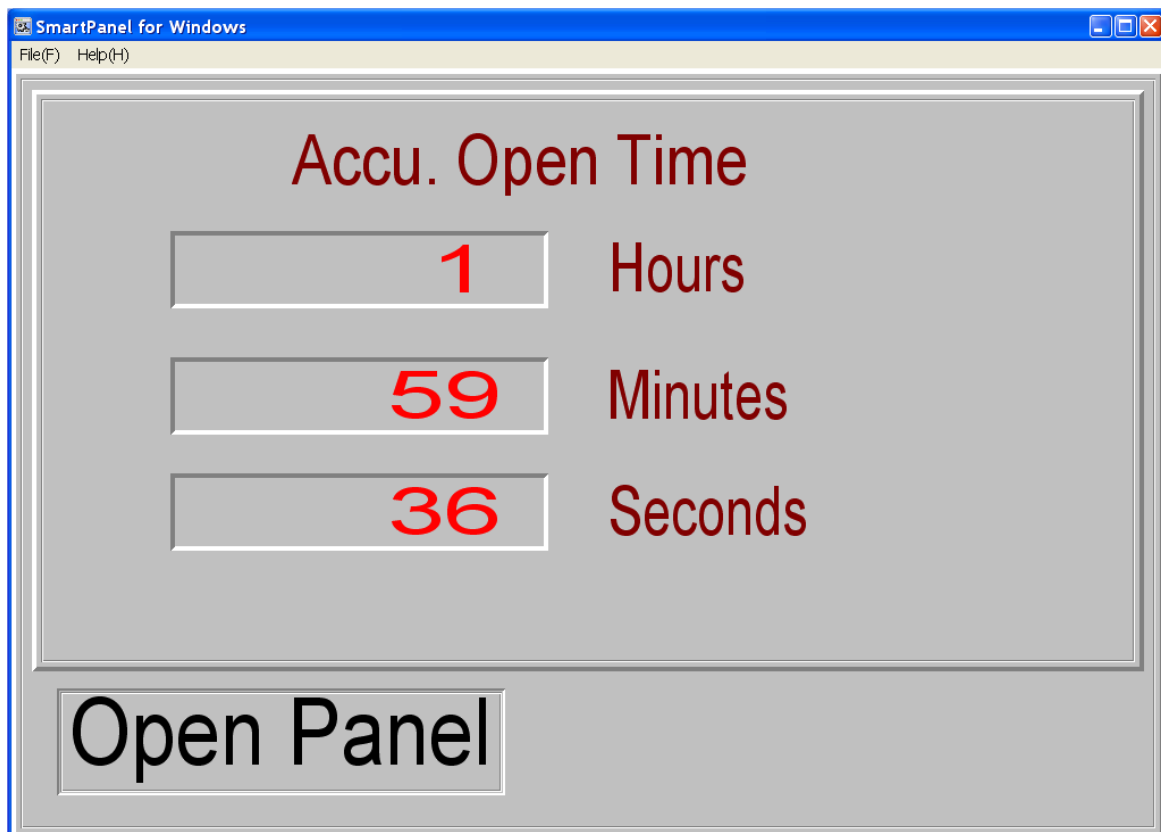 SmartPanel for Windows
File(F) Help(H)
Accu. Open Time
1 Hours
59 Minutes
36 Seconds
Open Panel